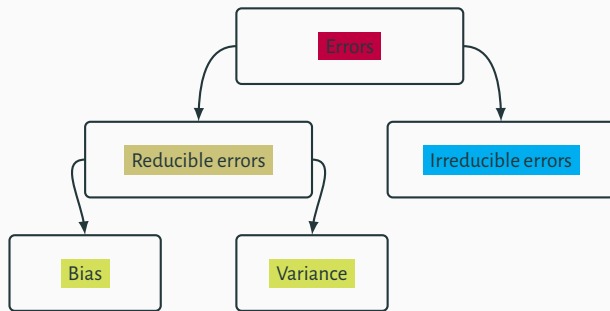 Errors
Reducible errors
Irreducible errors
Bias
Variance